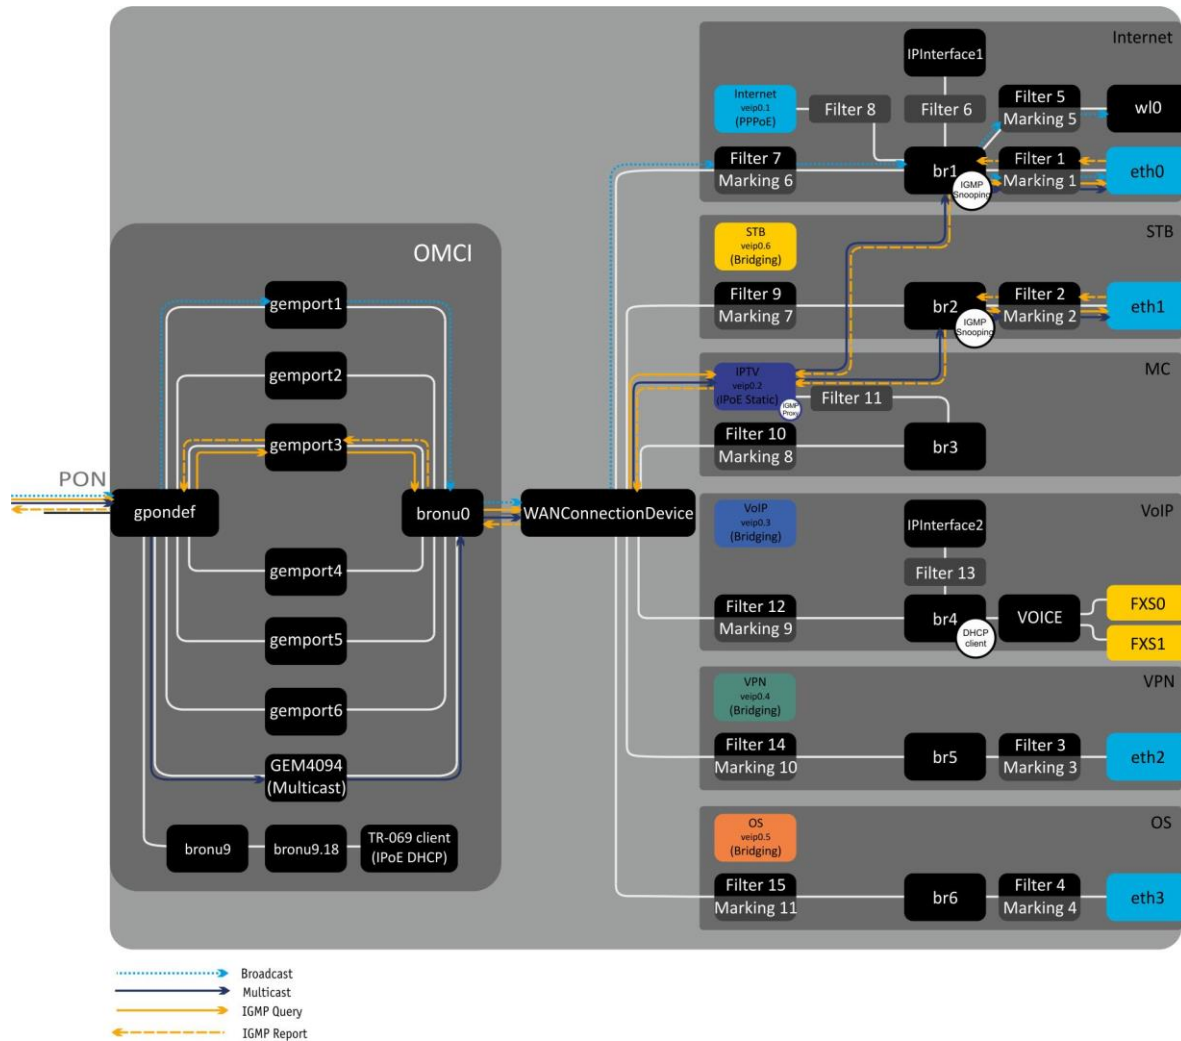 Internet
IPInterface1
Internet
veip0.1
(PPPoE)
Filter 8
Filter 6
Filter 5
Marking 5
wl0
Filter 7
Marking 6
br1
IGMP
Snooping
Filter 1
Marking 1
eth0
STB
STB
veip0.6
(Bridging)
Filter 9
Marking 7
br2
IGMP
Snooping
Filter 2
Marking 2
eth1
MC
IPTV
veip0.2
(IPoE Static)
IGMP
Proxy
Filter 11
Filter 10
Marking 8
br3
OMCI
gemport1
gemport2
gemport3
PON
gpondef
bronu0
WANConnectionDevice
gemport4
gemport5
gemport6
GEM4094
(Multicast)
bronu9
bronu9.18
TR-069 client
(IPoE DHCP)
VoIP
VoIP
veip0.3
(Bridging)
IPInterface2
Filter 13
Filter 12
Marking 9
br4
DHCP
client
VOICE
FXS0
FXS1
VPN
VPN
veip0.4
(Bridging)
Filter 14
Marking 10
br5
Filter 3
Marking 3
eth2
OS
OS
veip0.5
(Bridging)
Filter 15
Marking 11
br6
Filter 4
Marking 4
eth3
Broadcast
Multicast
IGMP Query
IGMP Report